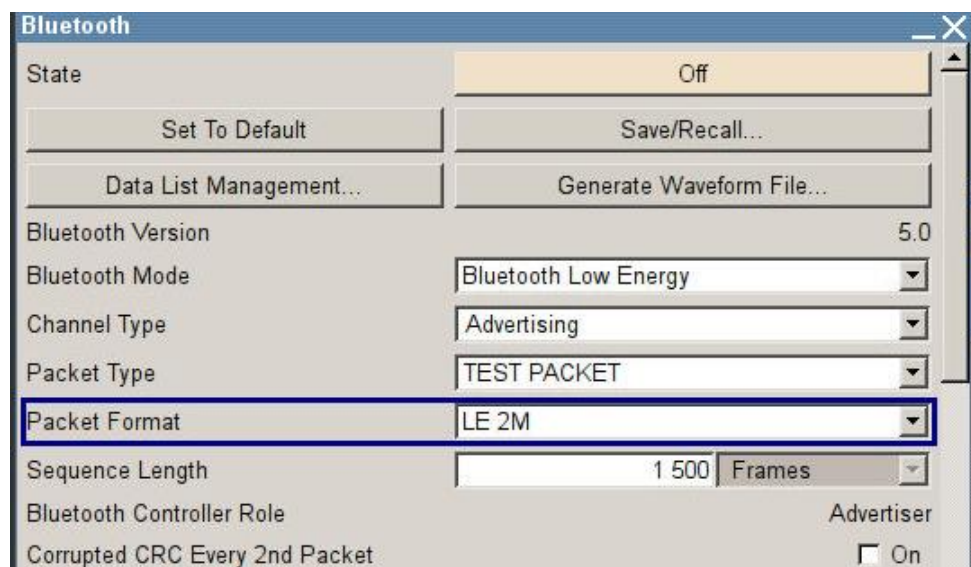 Bluetooth
State Off
Set To Default Save/Recall...
Data List Management... Generate Waveform File...
Bluetooth Version 5.0
Bluetooth Mode Bluetooth Low Energy
Channel Type Advertising
Packet Type TEST PACKET
Packet Format LE 2M
Sequence Length 1 500 Frames
Bluetooth Controller Role Advertiser
Corrupted CRC Every 2nd Packet On